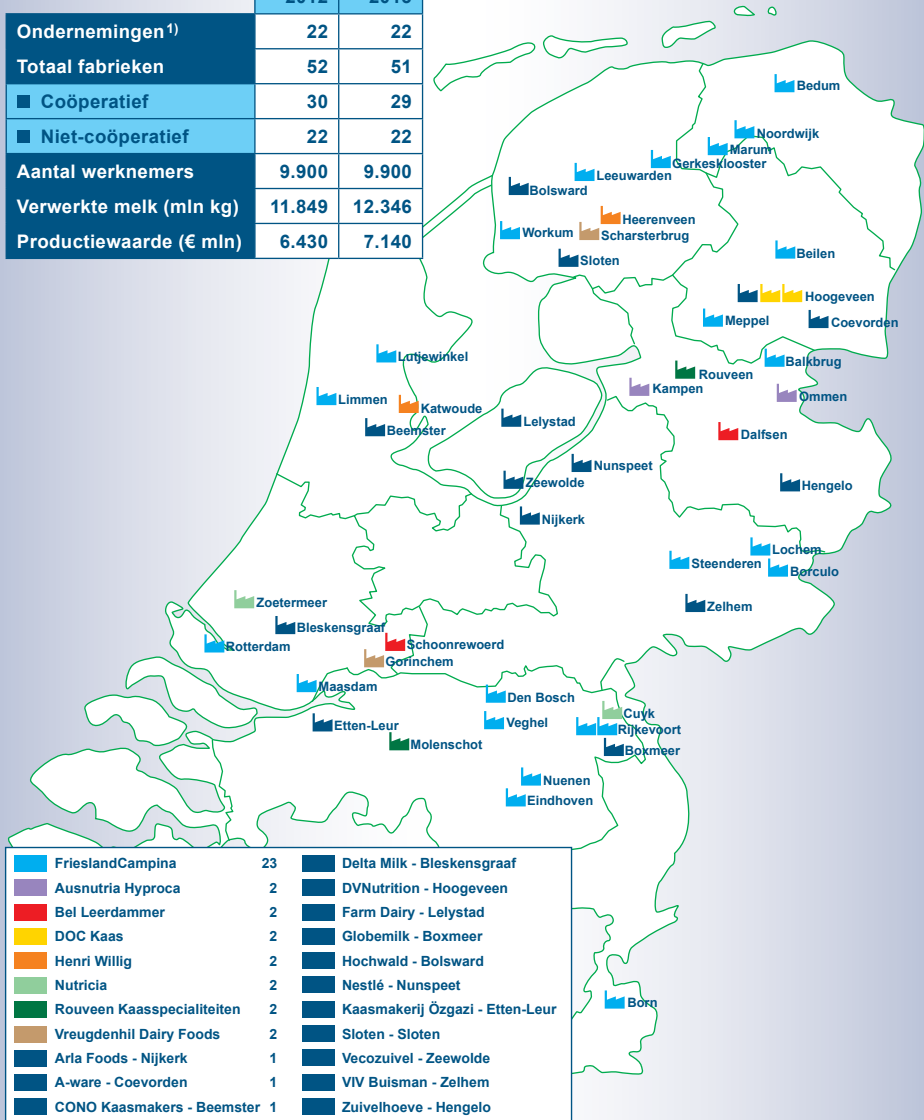 2012 2013
Ondernemingen1) 22 22
Totaal fabrieken 52 51
Coöperatief 30 29
Niet-coöperatief 22 22
Aantal werknemers 9.900 9.900
Verwerkte melk (mln kg) 11.849 12.346
Productiewaarde (€ mln) 6.430 7.140
Bedum
Noordwijk
Marum
Gerkesklooster
Leeuwarden
Bolsward
Heerenveen
Workum
Scharsterbrug
Sloten
Beilen
Hoogeveen
Meppel
Coevorden
Lutjewinkel
Balkbrug
Rouveen
Kampen
Ommen
Limmen
Katwoude
Beemster
Lelystad
Dalfsen
Nunspeet
Zeewolde
Hengelo
Nijkerk
Lochem
Steenderen
Borculo
Zoetermeer
Zelhem
Bleskensgraaf
Rotterdam
Schoonrewoerd
Gorinchem
Maasdam
Den Bosch
Cuyk
Etten-Leur
Veghel
Rijkevoort
Molenschot
Boxmeer
Nuenen
Eindhoven
Born
FrieslandCampina 23
Ausnutria Hyproca 2
Bel Leerdammer 2
DOC Kaas 2
Henri Willig 2
Nutricia 2
Rouveen Kaasspecialiteiten 2
Vreugdenhil Dairy Foods 2
Arla Foods - Nijkerk 1
A-ware - Coevorden 1
CONO Kaasmakers - Beemster 1
Delta Milk - Bleskensgraaf
DVNutrition - Hoogeveen
Farm Dairy - Lelystad
Globemilk - Boxmeer
Hochwald - Bolsward
Nestlé - Nunspeet
Kaasmakerij Özgazi - Etten-Leur
Sloten - Sloten
Vecozuivel - Zeewolde
VIV Buisman - Zelhem
Zuivelhoeve - Hengelo